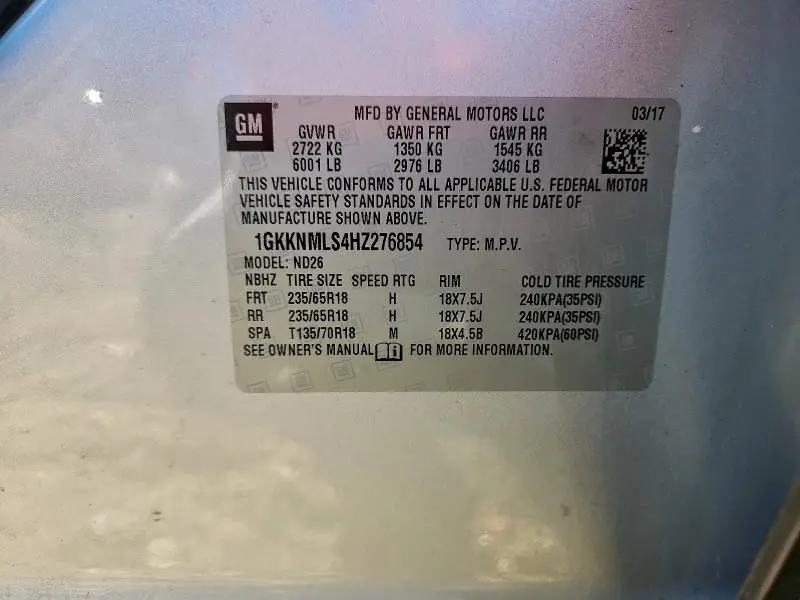 GM® MFD BY GENERAL MOTORS LLC 03/17
GVWR GAWR FRT GAWR RR
2722 KG 1350 KG 1545 KG
6001 LB 2976 LB 3406 LB
THIS VEHICLE CONFORMS TO ALL APPLICABLE U.S. FEDERAL MOTOR
VEHICLE SAFETY STANDARDS IN EFFECT ON THE DATE OF
MANUFACTURE SHOWN ABOVE.
1GKKNMLS4HZ276854 TYPE: M.P.V.
MODEL: ND26
NBHZ TIRE SIZE SPEED RTG RIM COLD TIRE PRESSURE
FRT 235/65R18 H 18X7.5J 240KPA(35PSI)
RR 235/65R18 H 18X7.5J 240KPA(35PSI)
SPA T135/70R18 M 18X4.5B 420KPA(60PSI)
SEE OWNER'S MANUAL i FOR MORE INFORMATION.